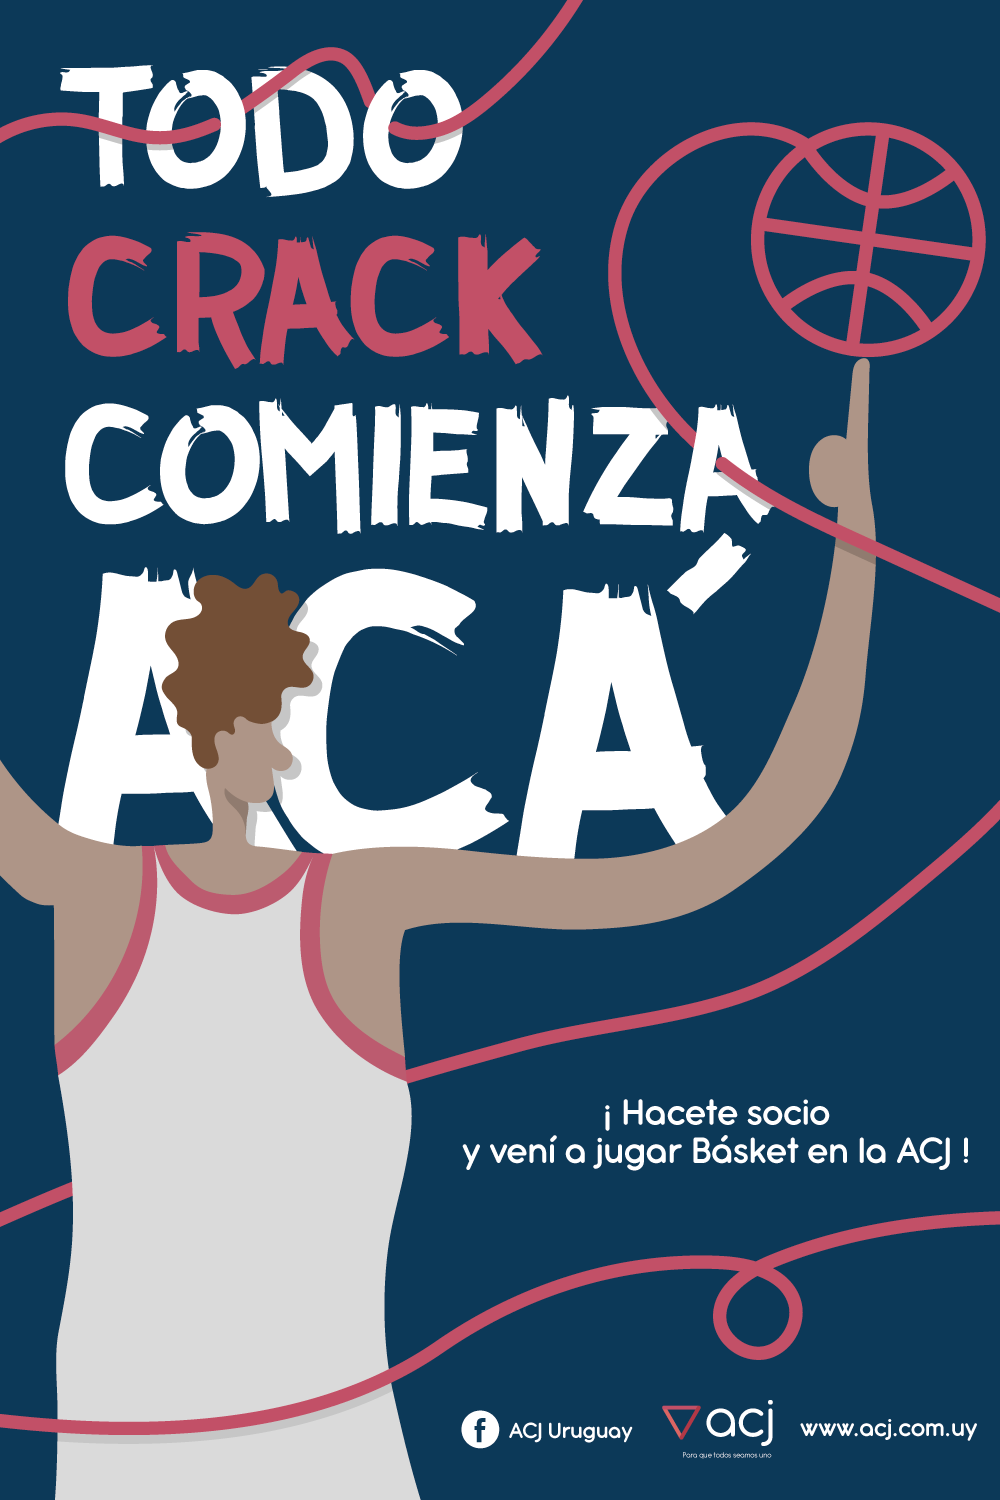 TODO
CRACK
COMIENZA
ACÁ
¡ Hacete socio
y vení a jugar Básket en la ACJ !
f ACJ Uruguay
acj
www.acj.com.uy
Para que todos seamos uno